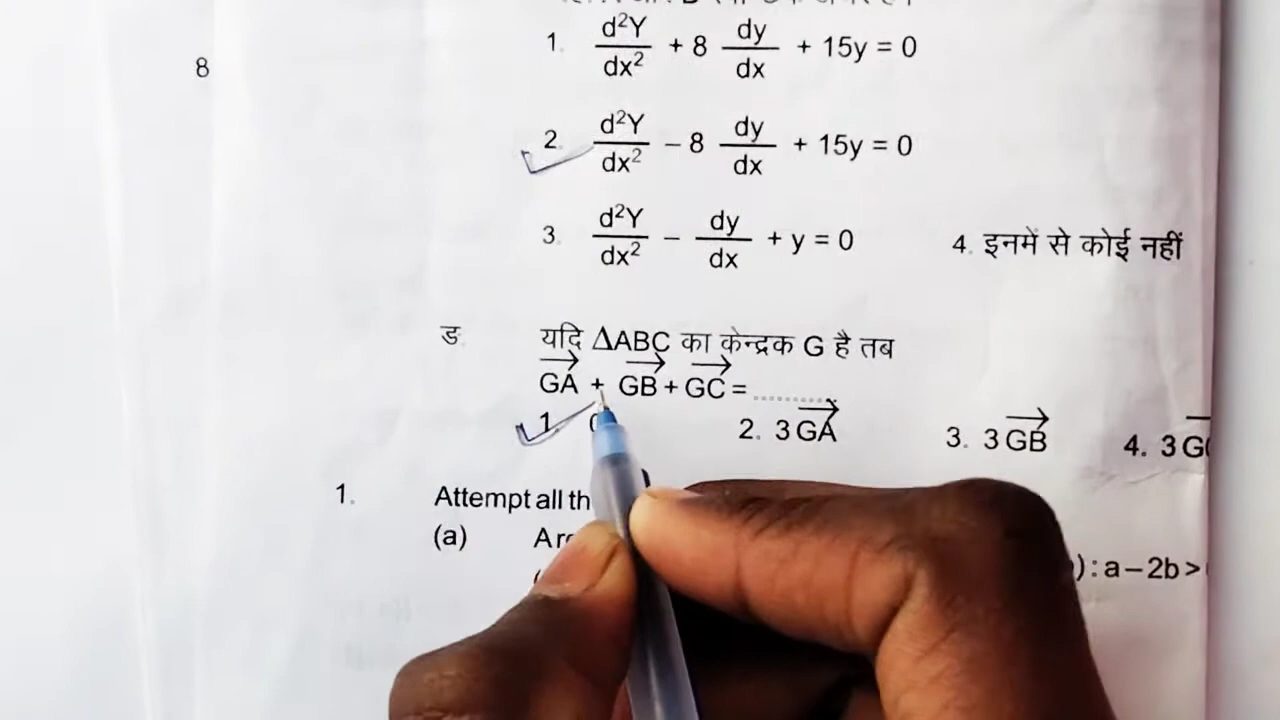 1. d²Y/dx² + 8 dy/dx + 15y = 0
8
2. d²Y/dx² – 8 dy/dx + 15y = 0
3. d²Y/dx² – dy/dx + y = 0 4. इनमें से कोई नहीं
ङ यदि ΔABC का केन्द्रक G है तब
GA→ + GB→ + GC→ = ..........
1. 2. 3 GA→ 3. 3 GB→ 4. 3 G
1. Attempt all th
(a) Ar
) : a – 2b >